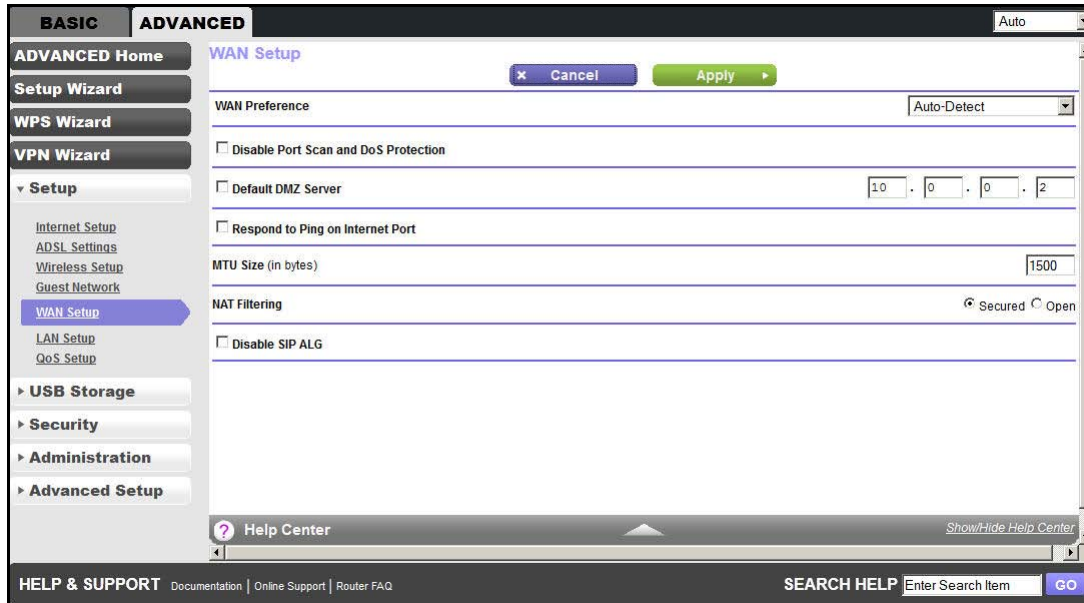 BASIC ADVANCED Auto
ADVANCED Home
Setup Wizard
WPS Wizard
VPN Wizard
Setup
Internet Setup
ADSL Settings
Wireless Setup
Guest Network
WAN Setup
LAN Setup
QoS Setup
USB Storage
Security
Administration
Advanced Setup
WAN Setup
Cancel Apply
WAN Preference Auto-Detect
Disable Port Scan and DoS Protection
Default DMZ Server 10 . 0 . 0 . 2
Respond to Ping on Internet Port
MTU Size (in bytes) 1500
NAT Filtering Secured Open
Disable SIP ALG
? Help Center Show/Hide Help Center
HELP & SUPPORT Documentation | Online Support | Router FAQ SEARCH HELP Enter Search Item GO